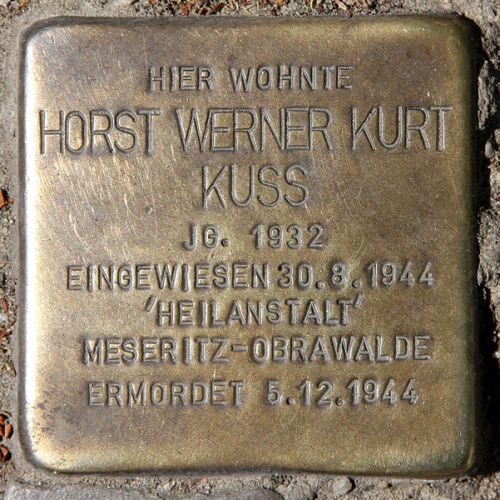 HIER WOHNTE
HORST WERNER KURT
KUSS
JG. 1932
EINGEWIESEN 30.8.1944
'HEILANSTALT'
MESERITZ-OBRAWALDE
ERMORDET 5.12.1944